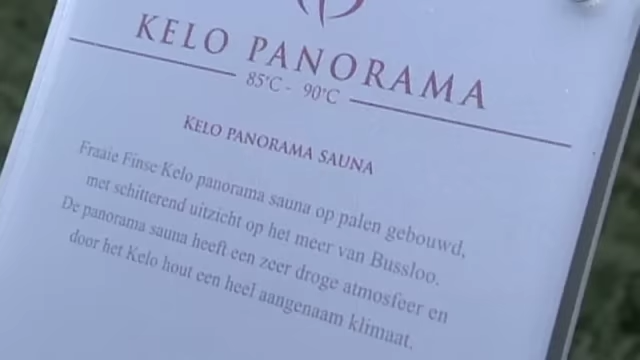 KELO PANORAMA
85°C - 90°C
KELO PANORAMA SAUNA
Fraaie Finse Kelo panorama sauna op palen gebouwd,
met schitterend uitzicht op het meer van Bussloo.
De panorama sauna heeft een zeer droge atmosfeer en
door het Kelo hout een heel aangenaam klimaat.